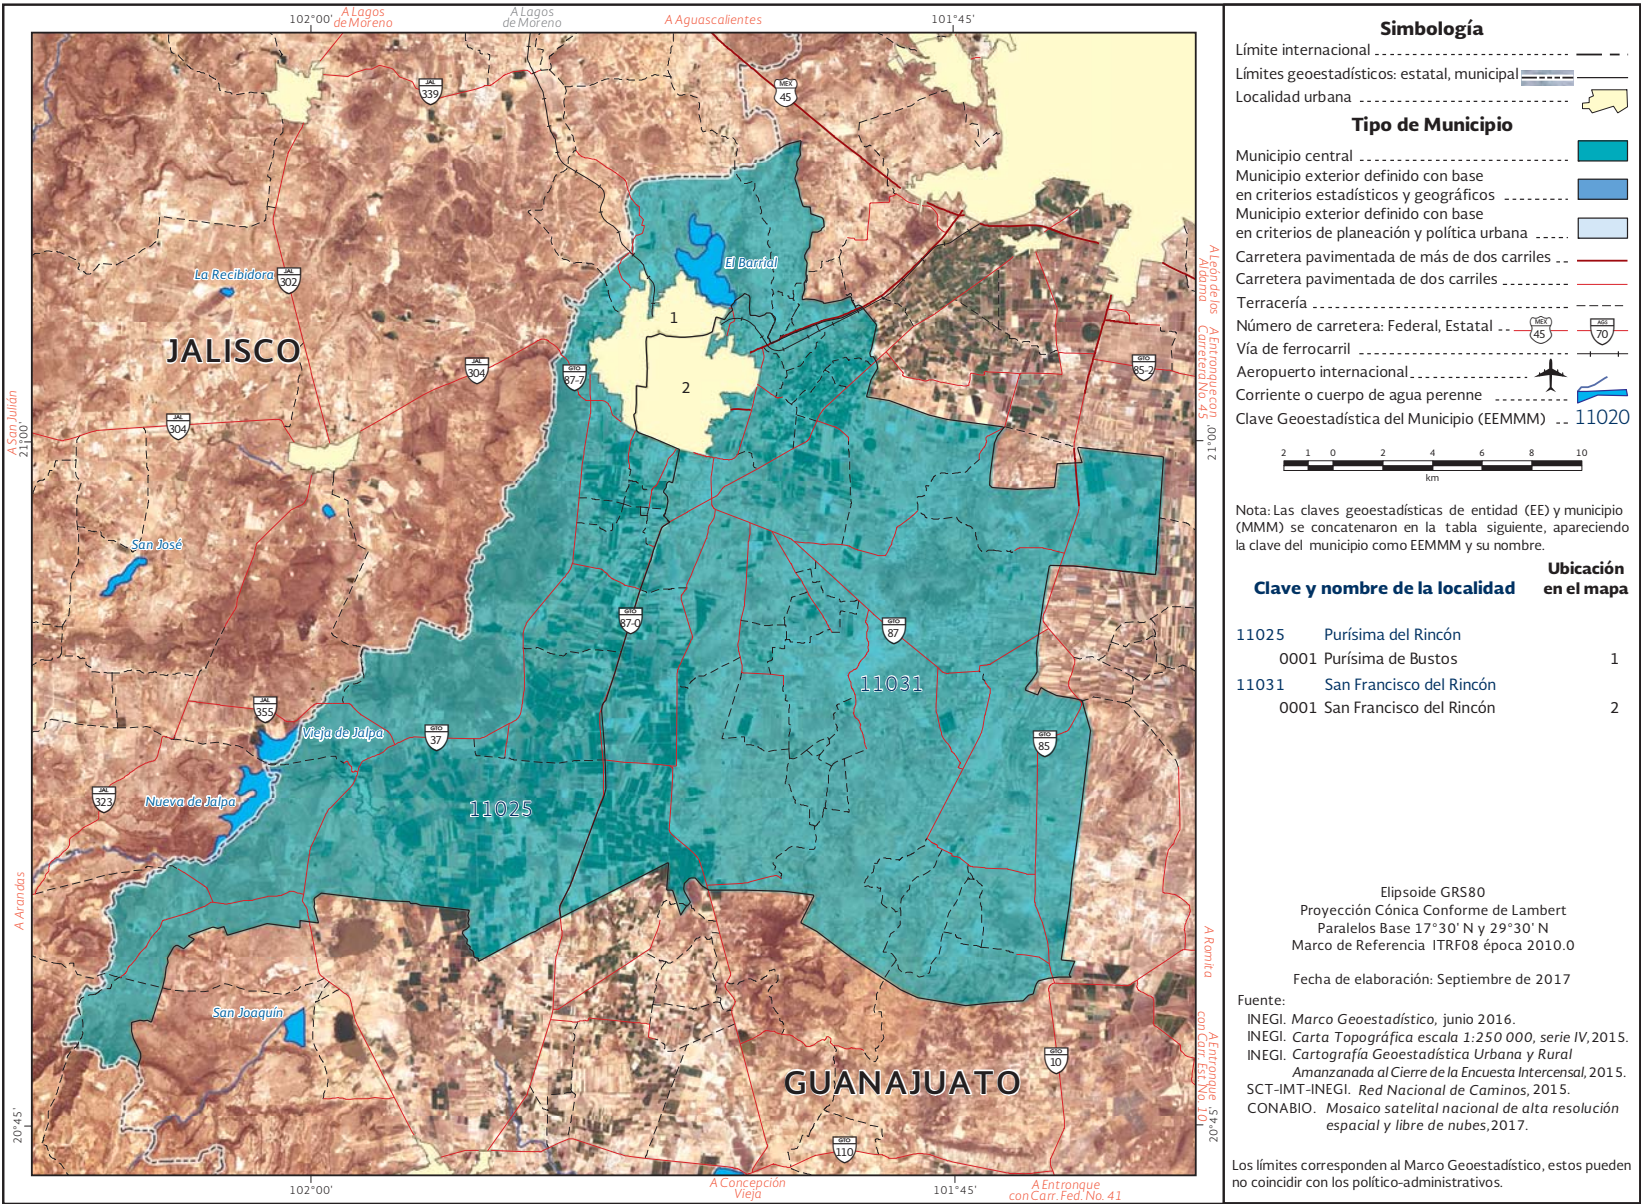 A Lagos
de Moreno
A Lagos
de Moreno
A Aguascalientes
102°00'
101°45'
JAL
339
MEX
45
La Recibidora
JAL
302
El Barrial
JALISCO
1
JAL
304
GTO
87-7
2
GTO
85-2
JAL
304
A San Julián
21°00'
A León de los
Aldama
A Entronque con
Carretera No. 45
21°00'
San José
GTO
87-0
GTO
87
11031
JAL
355
Vieja de Jalpa
GTO
37
GTO
85
JAL
323
Nueva de Jalpa
11025
A Arandas
A Romita
San Joaquín
A Entronque
con Carr. Est. No. 10
GTO
10
GUANAJUATO
20°45'
20°45'
GTO
110
102°00'
101°45'
A Concepción
Vieja
A Entronque
con Carr. Fed. No. 41
Simbología
Límite internacional
Límites geoestadísticos: estatal, municipal
Localidad urbana
Tipo de Municipio
Municipio central
Municipio exterior definido con base
en criterios estadísticos y geográficos
Municipio exterior definido con base
en criterios de planeación y política urbana
Carretera pavimentada de más de dos carriles
Carretera pavimentada de dos carriles
Terracería
Número de carretera: Federal, Estatal MEX 45 AGS 70
Vía de ferrocarril
Aeropuerto internacional
Corriente o cuerpo de agua perenne
Clave Geoestadística del Municipio (EEMMM) 11020
2 1 0 2 4 6 8 10
km
Nota: Las claves geoestadísticas de entidad (EE) y municipio
(MMM) se concatenaron en la tabla siguiente, apareciendo
la clave del municipio como EEMMM y su nombre.
Clave y nombre de la localidad Ubicación
en el mapa
11025 Purísima del Rincón
0001 Purísima de Bustos 1
11031 San Francisco del Rincón
0001 San Francisco del Rincón 2
Elipsoide GRS80
Proyección Cónica Conforme de Lambert
Paralelos Base 17°30' N y 29°30' N
Marco de Referencia ITRF08 época 2010.0
Fecha de elaboración: Septiembre de 2017
Fuente:
INEGI. Marco Geoestadístico, junio 2016.
INEGI. Carta Topográfica escala 1:250 000, serie IV, 2015.
INEGI. Cartografía Geoestadística Urbana y Rural
Amanzanada al Cierre de la Encuesta Intercensal, 2015.
SCT-IMT-INEGI. Red Nacional de Caminos, 2015.
CONABIO. Mosaico satelital nacional de alta resolución
espacial y libre de nubes, 2017.
Los límites corresponden al Marco Geoestadístico, estos pueden
no coincidir con los político-administrativos.